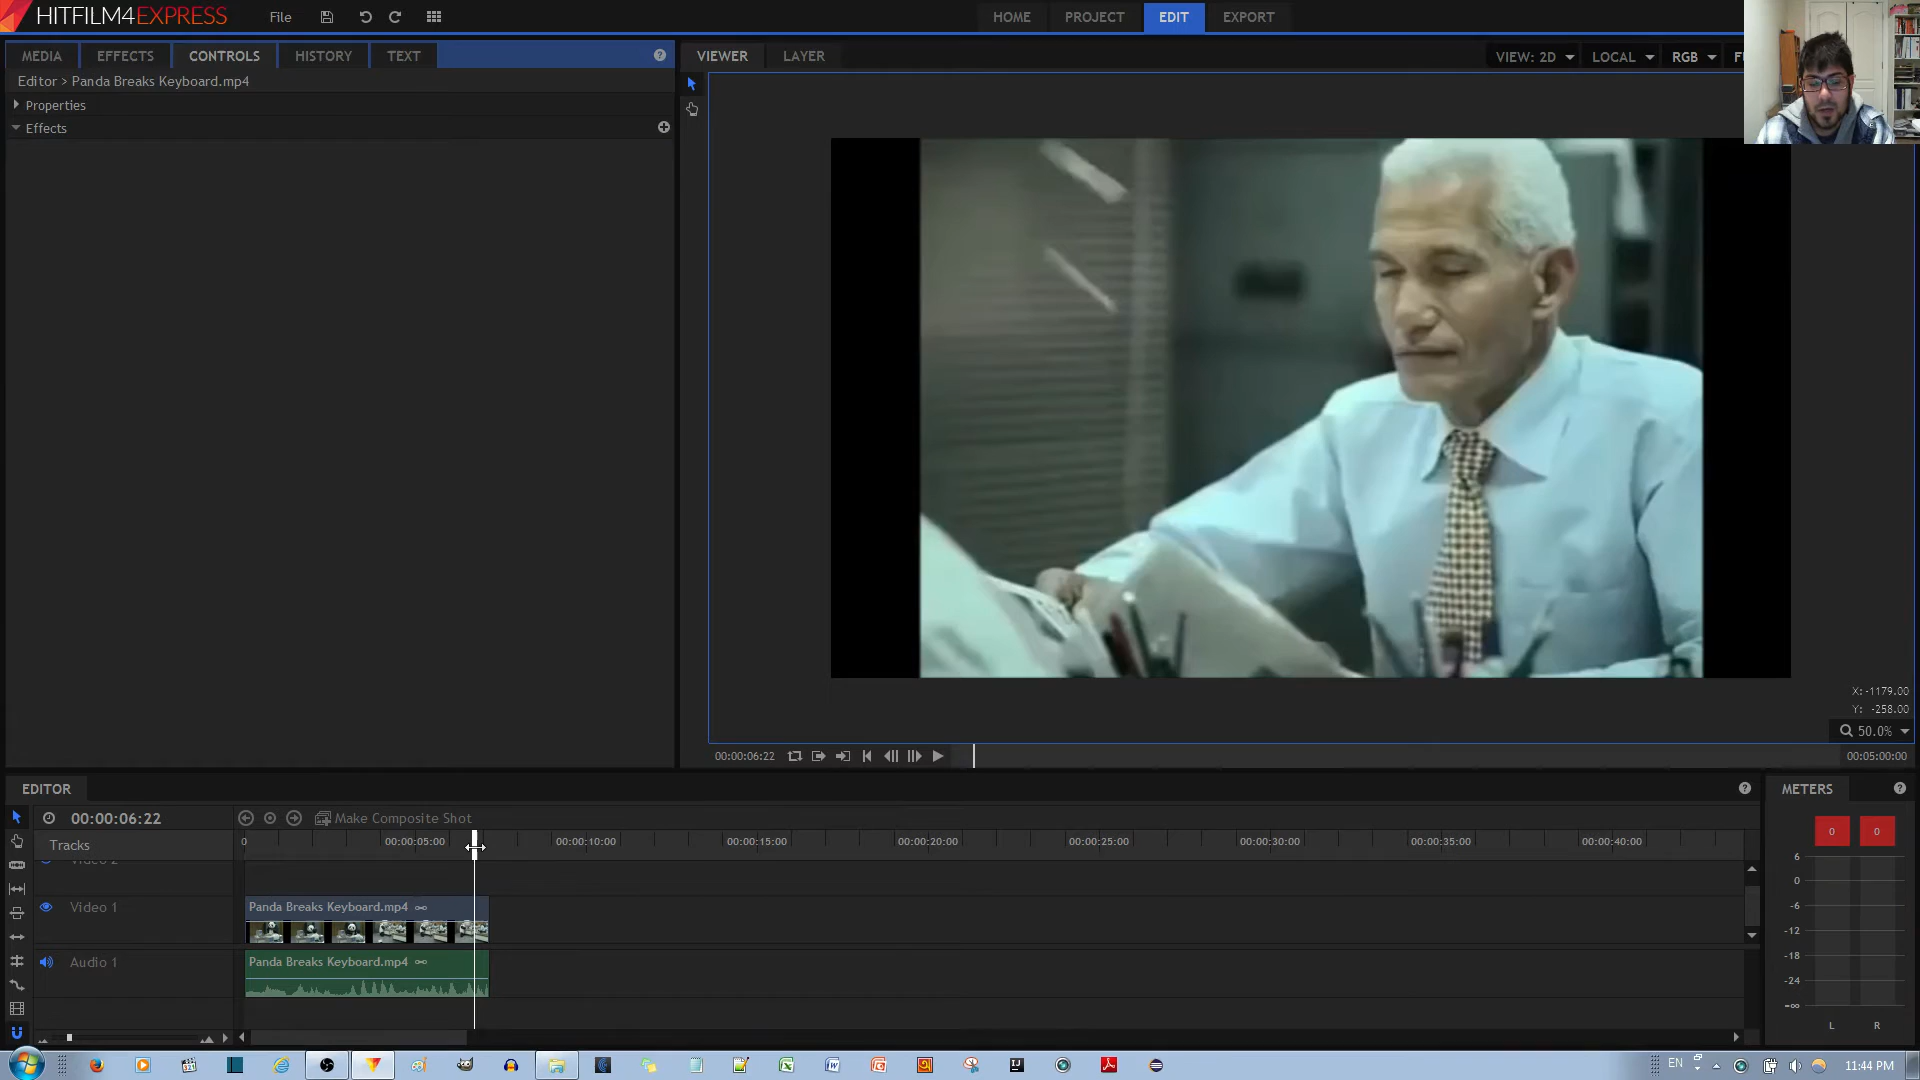 HITFILM4EXPRESS File HOME PROJECT EDIT EXPORT
MEDIA EFFECTS CONTROLS HISTORY TEXT
Editor > Panda Breaks Keyboard.mp4
Properties
Effects
VIEWER LAYER VIEW: 2D LOCAL RGB
X: -1179.00
Y: -258.00
50.0%
00:00:06:22 00:05:00:00
EDITOR
00:00:06:22 Make Composite Shot
Tracks 0 00:00:05:00 00:00:10:00 00:00:15:00 00:00:20:00 00:00:25:00 00:00:30:00 00:00:35:00 00:00:40:00
Video 2
Video 1 Panda Breaks Keyboard.mp4
Audio 1 Panda Breaks Keyboard.mp4
METERS
0 0
6
0
-6
-12
-18
-24
-∞
L R
EN 11:44 PM